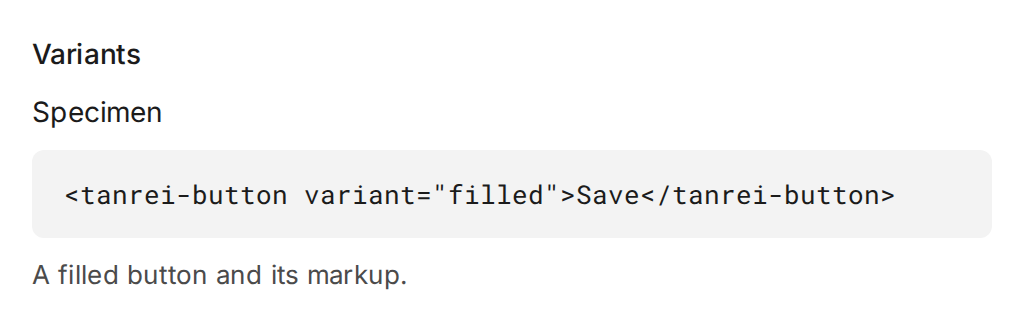 Variants
Specimen
<tanrei-button variant="filled">Save</tanrei-button>
A filled button and its markup.